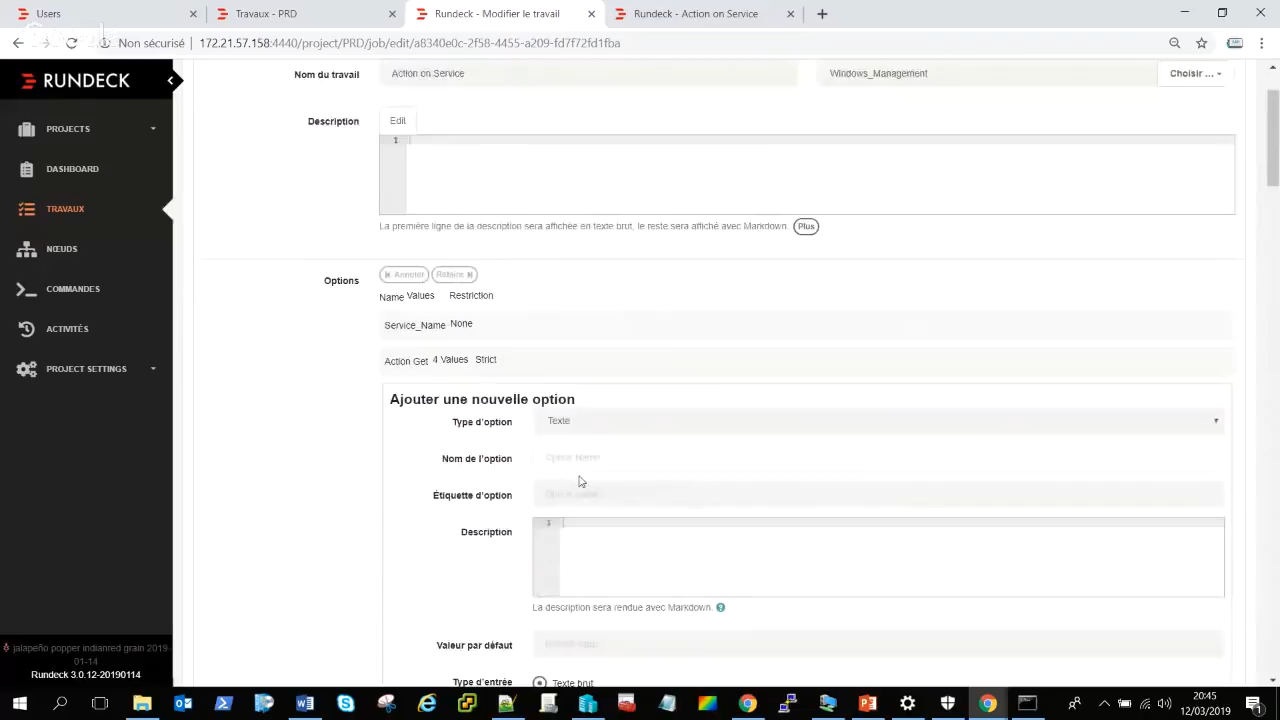 Users
Travaux - PRD
Rundeck - Modifier le travail
Rundeck - Action on Service
Non sécurisé 172.21.57.158:4440/project/PRD/job/edit/a8340e0c-2f58-4455-a209-fd7f72fd1fba
RUNDECK
PROJECTS
DASHBOARD
TRAVAUX
NŒUDS
COMMANDES
ACTIVITÉS
PROJECT SETTINGS
Nom du travail
Action on Service
Windows_Management
Choisir ...
Description
Edit
1
La première ligne de la description sera affichée en texte brut, le reste sera affiché avec Markdown. Plus
Options
Annuler Refaire
Name Values Restriction
Service_Name None
Action Get 4 Values Strict
Ajouter une nouvelle option
Type d'option Texte
Nom de l'option Option Name
Étiquette d'option
Description
1
La description sera rendue avec Markdown.
Valeur par défaut
Type d'entrée Texte brut
jalapeño popper indianred grain 2019-
01-14
Rundeck 3.0.12-20190114
20:45
12/03/2019